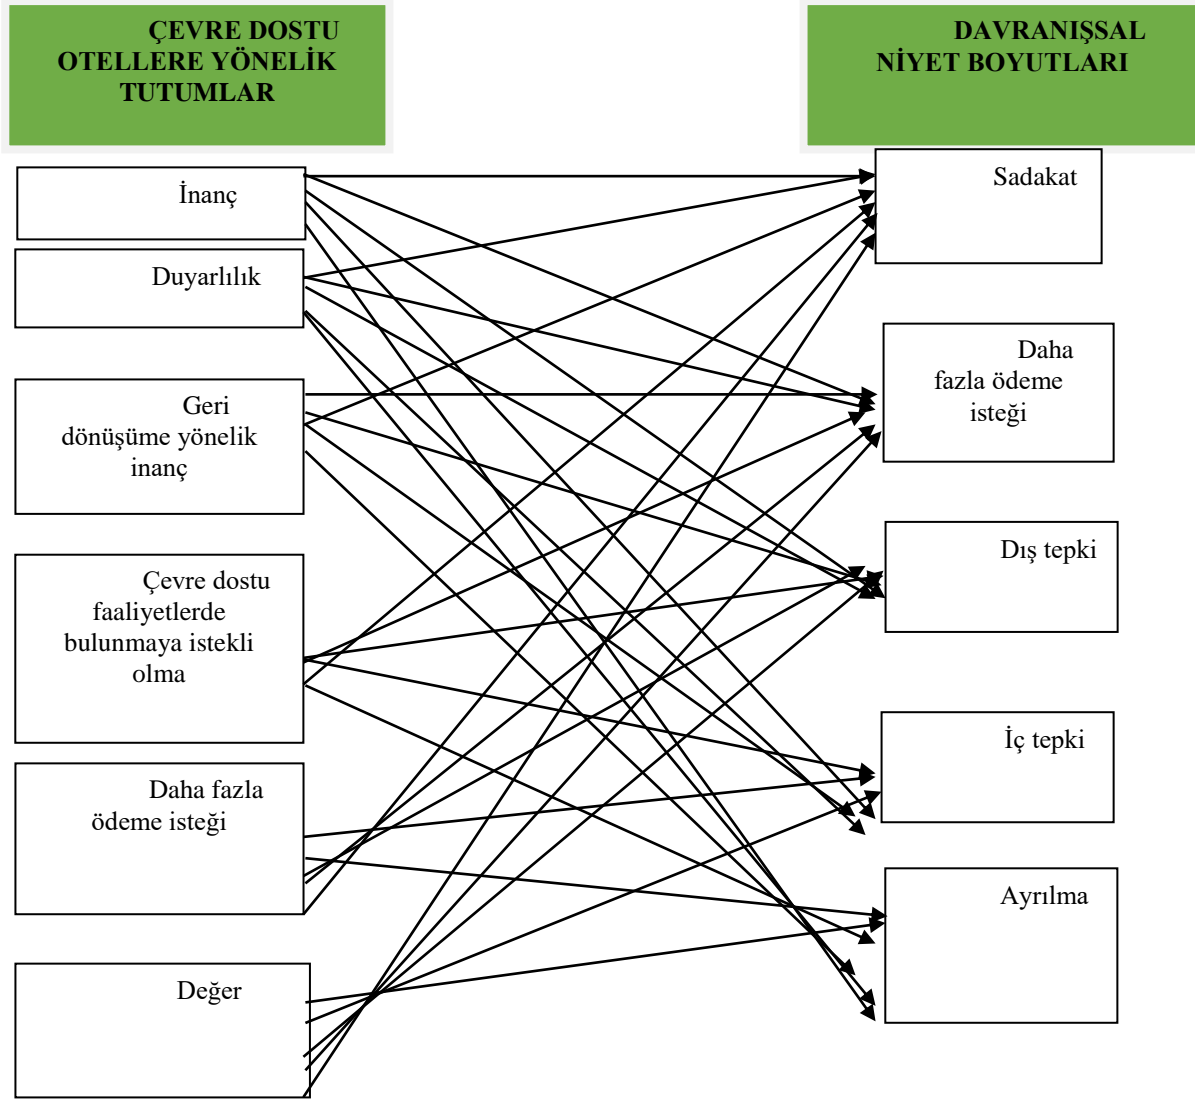 ÇEVRE DOSTU
OTELLERE YÖNELİK
TUTUMLAR
DAVRANIŞSAL
NİYET BOYUTLARI
İnanç
Duyarlılık
Geri
dönüşüme yönelik
inanç
Çevre dostu
faaliyetlerde
bulunmaya istekli
olma
Daha fazla
ödeme isteği
Değer
Sadakat
Daha
fazla ödeme
isteği
Dış tepki
İç tepki
Ayrılma